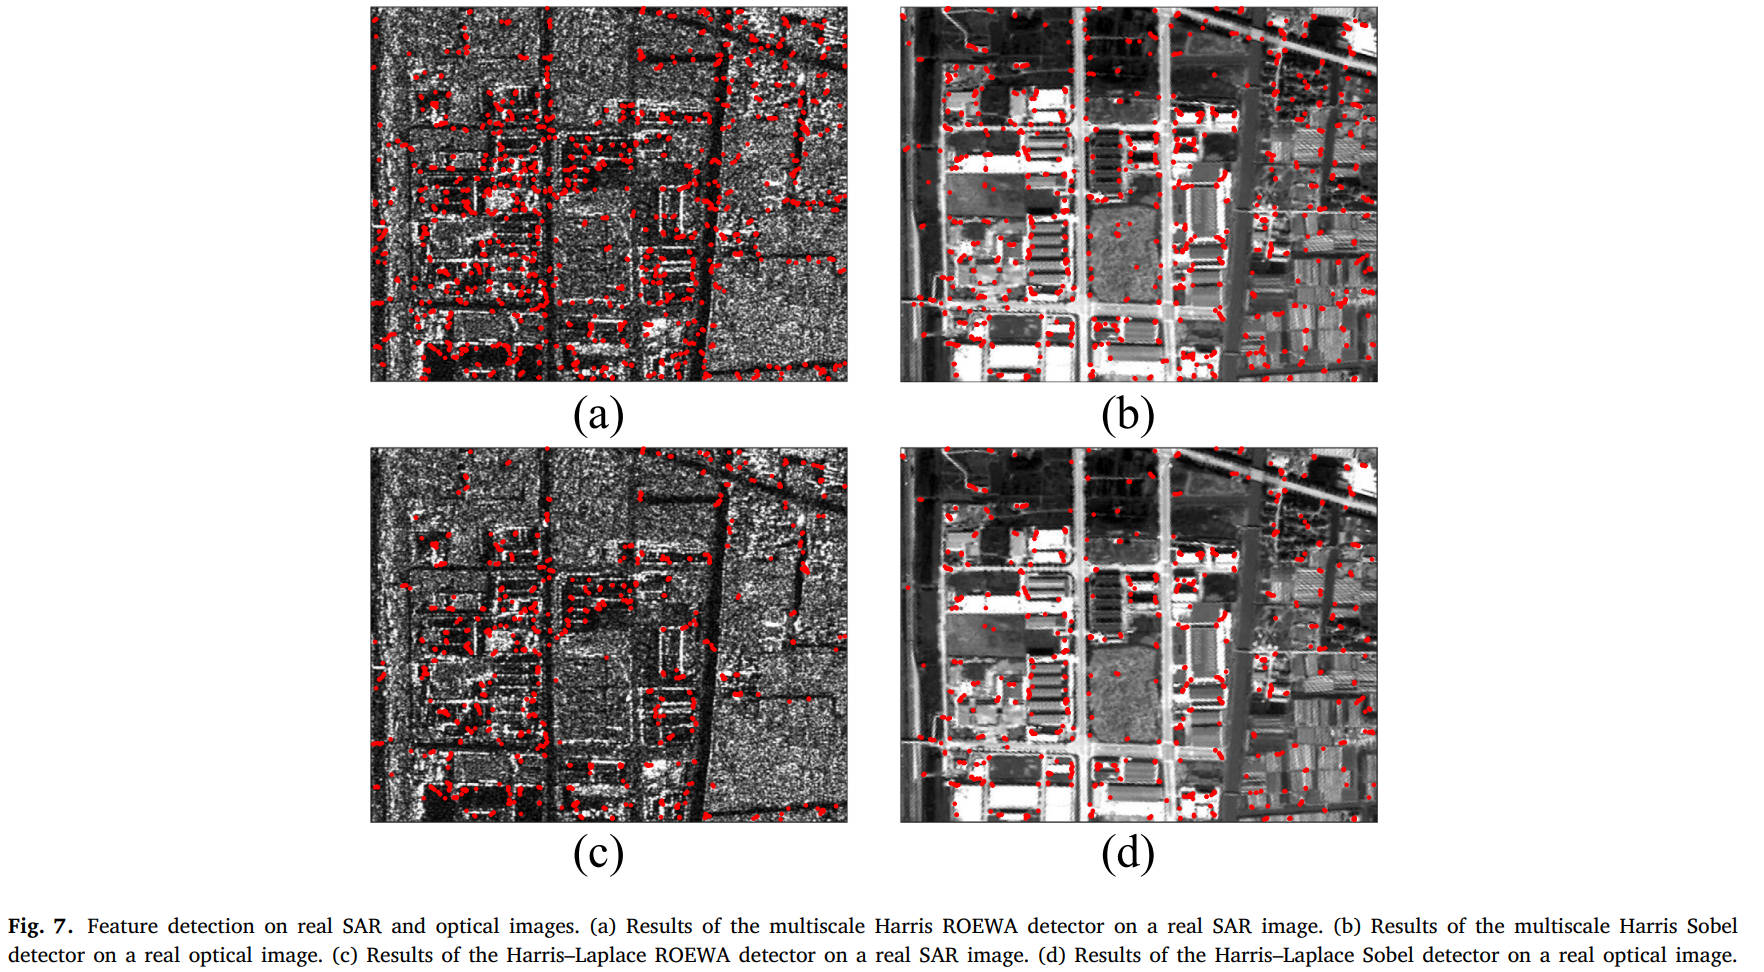 (a)
(b)
(c)
(d)
Fig. 7. Feature detection on real SAR and optical images. (a) Results of the multiscale Harris ROEWA detector on a real SAR image. (b) Results of the multiscale Harris Sobel
detector on a real optical image. (c) Results of the Harris–Laplace ROEWA detector on a real SAR image. (d) Results of the Harris–Laplace Sobel detector on a real optical image.